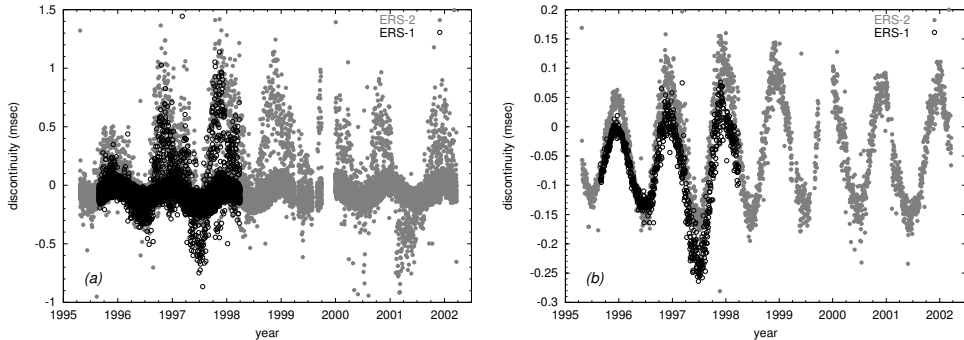 1.5
1
0.5
0
-0.5
-1
discontinuity (msec)
1995 1996 1997 1998 1999 2000 2001 2002
year
ERS-2
ERS-1
(a)
0.2
0.15
0.1
0.05
0
-0.05
-0.1
-0.15
-0.2
-0.25
-0.3
discontinuity (msec)
1995 1996 1997 1998 1999 2000 2001 2002
year
ERS-2
ERS-1
(b)